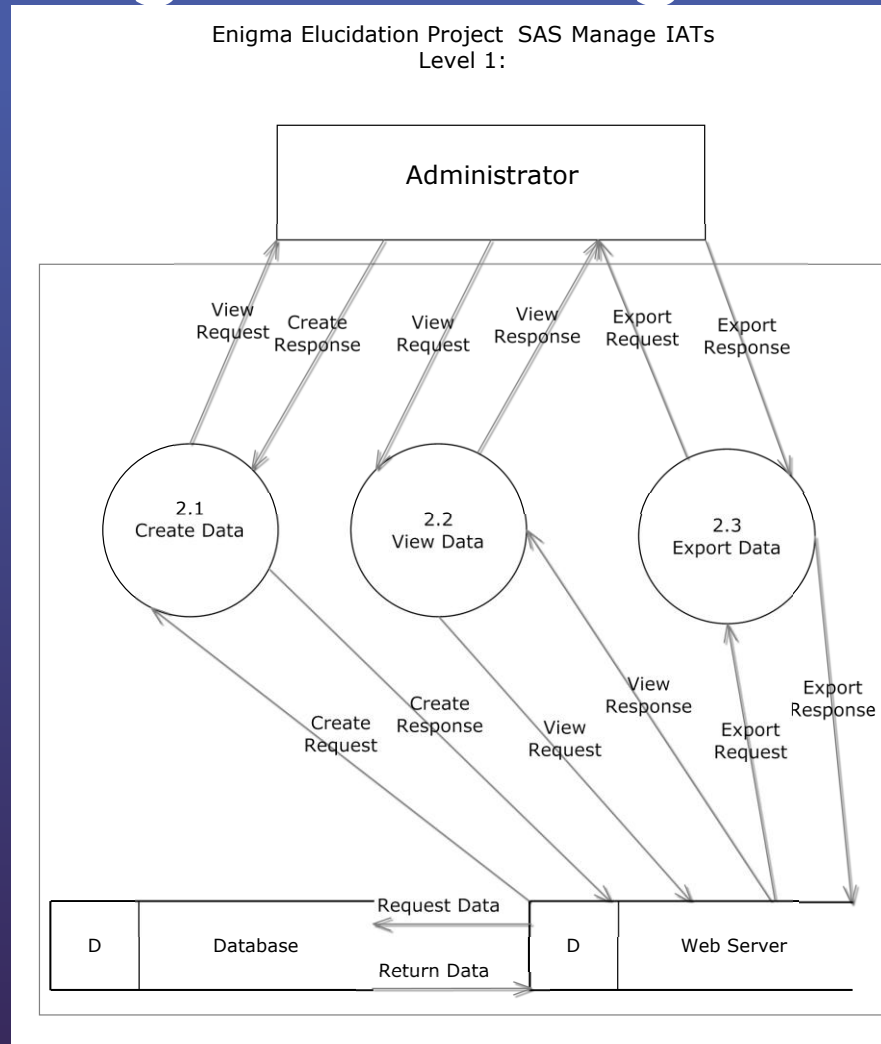 Enigma Elucidation Project SAS Manage IATs
Level 1:
Administrator
View
Request
Create
Response
View
Request
View
Response
Export
Request
Export
Response
2.1
Create Data
2.2
View Data
2.3
Export Data
Create
Request
Create
Response
View
Request
View
Response
Export
Request
Export
Response
Request Data
D
Database
D
Web Server
Return Data